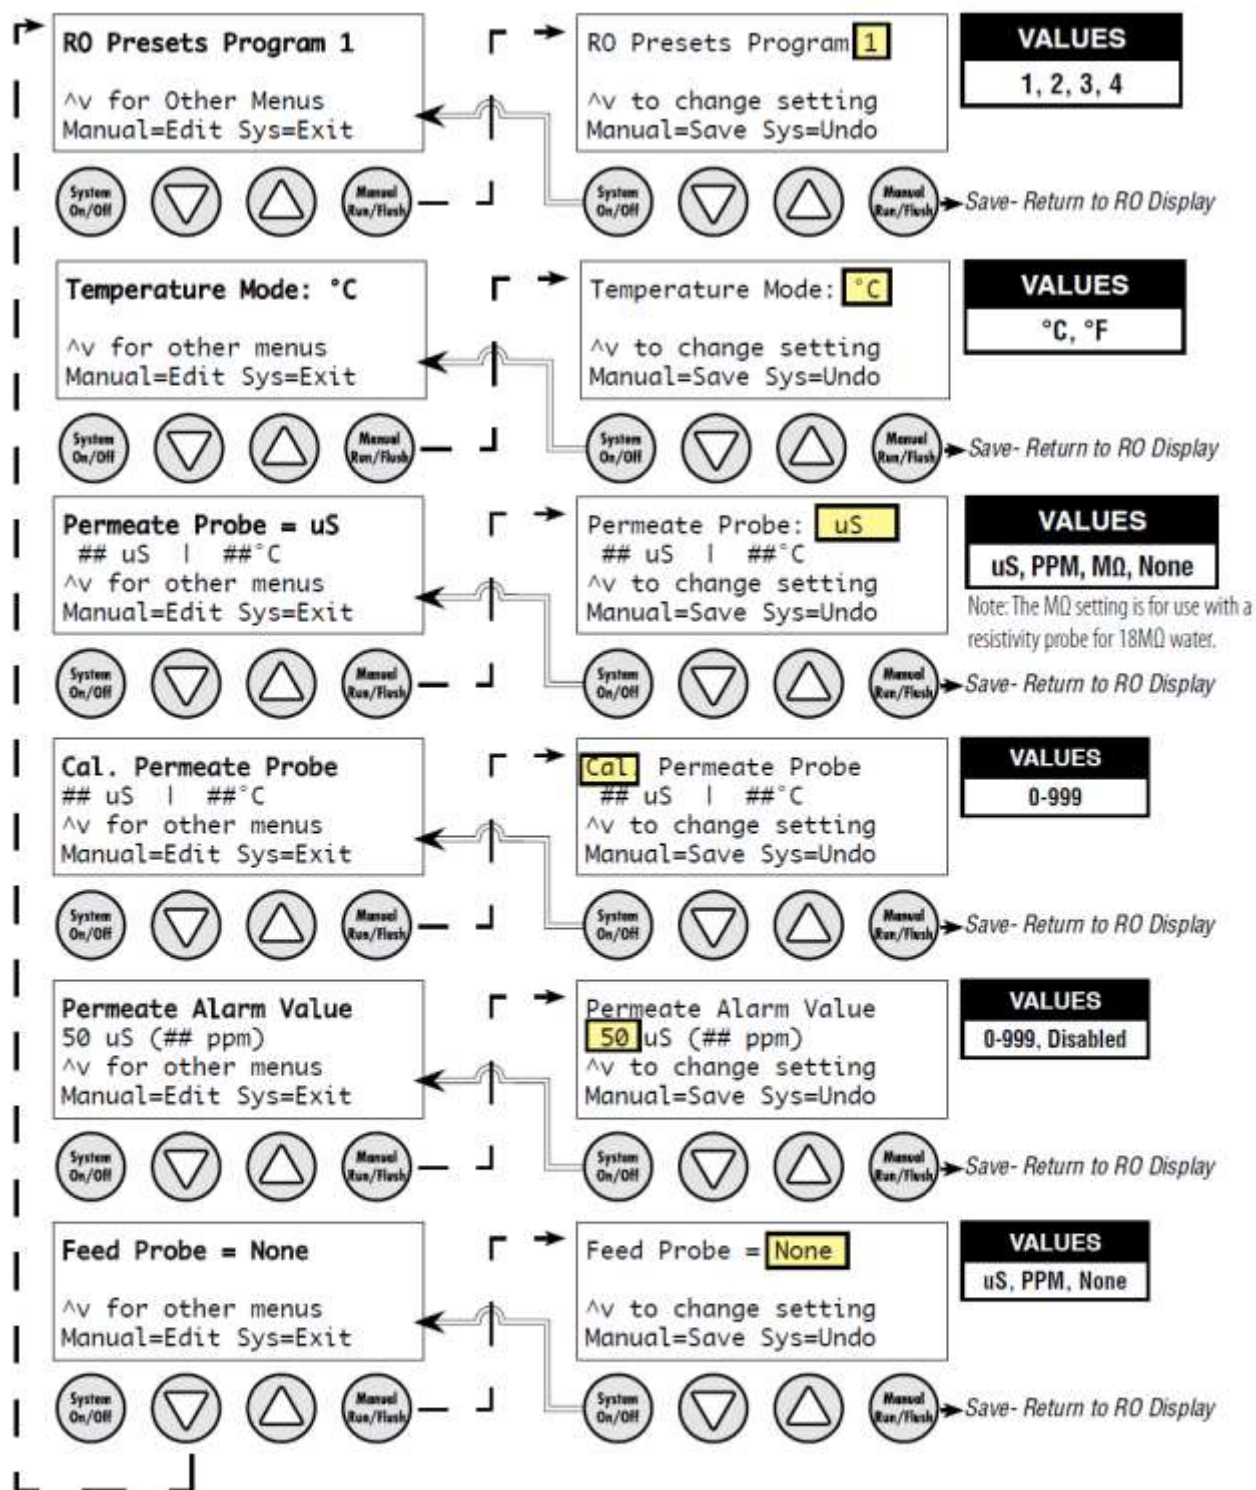 RO Presets Program 1
^v for Other Menus
Manual=Edit Sys=Exit
System On/Off
Manual Run/Flush
RO Presets Program 1
^v to change setting
Manual=Save Sys=Undo
System On/Off
Manual Run/Flush
Save- Return to RO Display
VALUES
1, 2, 3, 4
Temperature Mode: °C
^v for other menus
Manual=Edit Sys=Exit
System On/Off
Manual Run/Flush
Temperature Mode: °C
^v to change setting
Manual=Save Sys=Undo
System On/Off
Manual Run/Flush
Save- Return to RO Display
VALUES
°C, °F
Permeate Probe = uS
## uS | ##°C
^v for other menus
Manual=Edit Sys=Exit
System On/Off
Manual Run/Flush
Permeate Probe: uS
## uS | ##°C
^v to change setting
Manual=Save Sys=Undo
System On/Off
Manual Run/Flush
Save- Return to RO Display
VALUES
uS, PPM, MΩ, None
Note: The MΩ setting is for use with a
resistivity probe for 18MΩ water.
Cal. Permeate Probe
## uS | ##°C
^v for other menus
Manual=Edit Sys=Exit
System On/Off
Manual Run/Flush
Cal. Permeate Probe
## uS | ##°C
^v to change setting
Manual=Save Sys=Undo
System On/Off
Manual Run/Flush
Save- Return to RO Display
VALUES
0-999
Permeate Alarm Value
50 uS (## ppm)
^v for other menus
Manual=Edit Sys=Exit
System On/Off
Manual Run/Flush
Permeate Alarm Value
50 uS (## ppm)
^v to change setting
Manual=Save Sys=Undo
System On/Off
Manual Run/Flush
Save- Return to RO Display
VALUES
0-999, Disabled
Feed Probe = None
^v for other menus
Manual=Edit Sys=Exit
System On/Off
Manual Run/Flush
Feed Probe = None
^v to change setting
Manual=Save Sys=Undo
System On/Off
Manual Run/Flush
Save- Return to RO Display
VALUES
uS, PPM, None